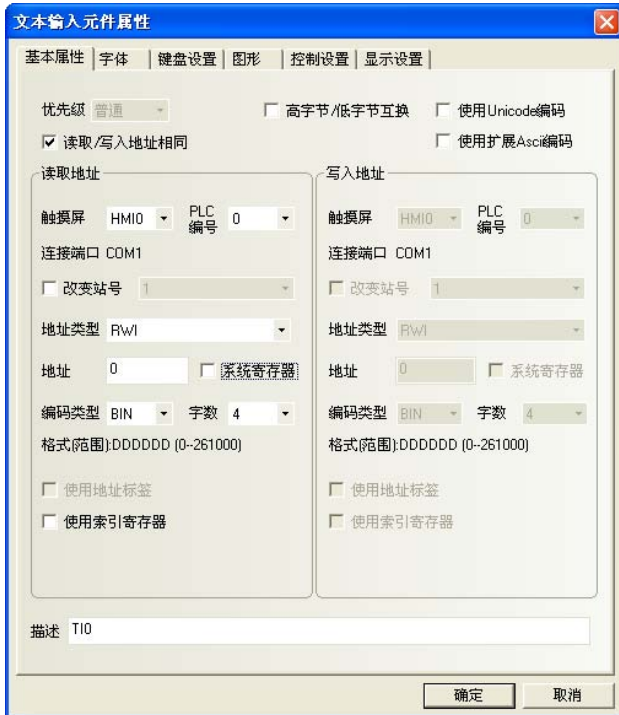 文本输入元件属性
基本属性 字体 键盘设置 图形 控制设置 显示设置
优先级 普通 高字节/低字节互换 使用Unicode编码
读取/写入地址相同 使用扩展Ascii编码
读取地址 写入地址
触摸屏 HMI0 PLC编号 0 触摸屏 HMI0 PLC编号 0
连接端口 COM1 连接端口 COM1
改变站号 1 改变站号 1
地址类型 RWI 地址类型 RWI
地址 0 系统寄存器 地址 0 系统寄存器
编码类型 BIN 字数 4 编码类型 BIN 字数 4
格式(范围):DDDDDD (0--261000) 格式(范围):DDDDDD (0--261000)
使用地址标签 使用地址标签
使用索引寄存器 使用索引寄存器
描述 TI0
确定 取消